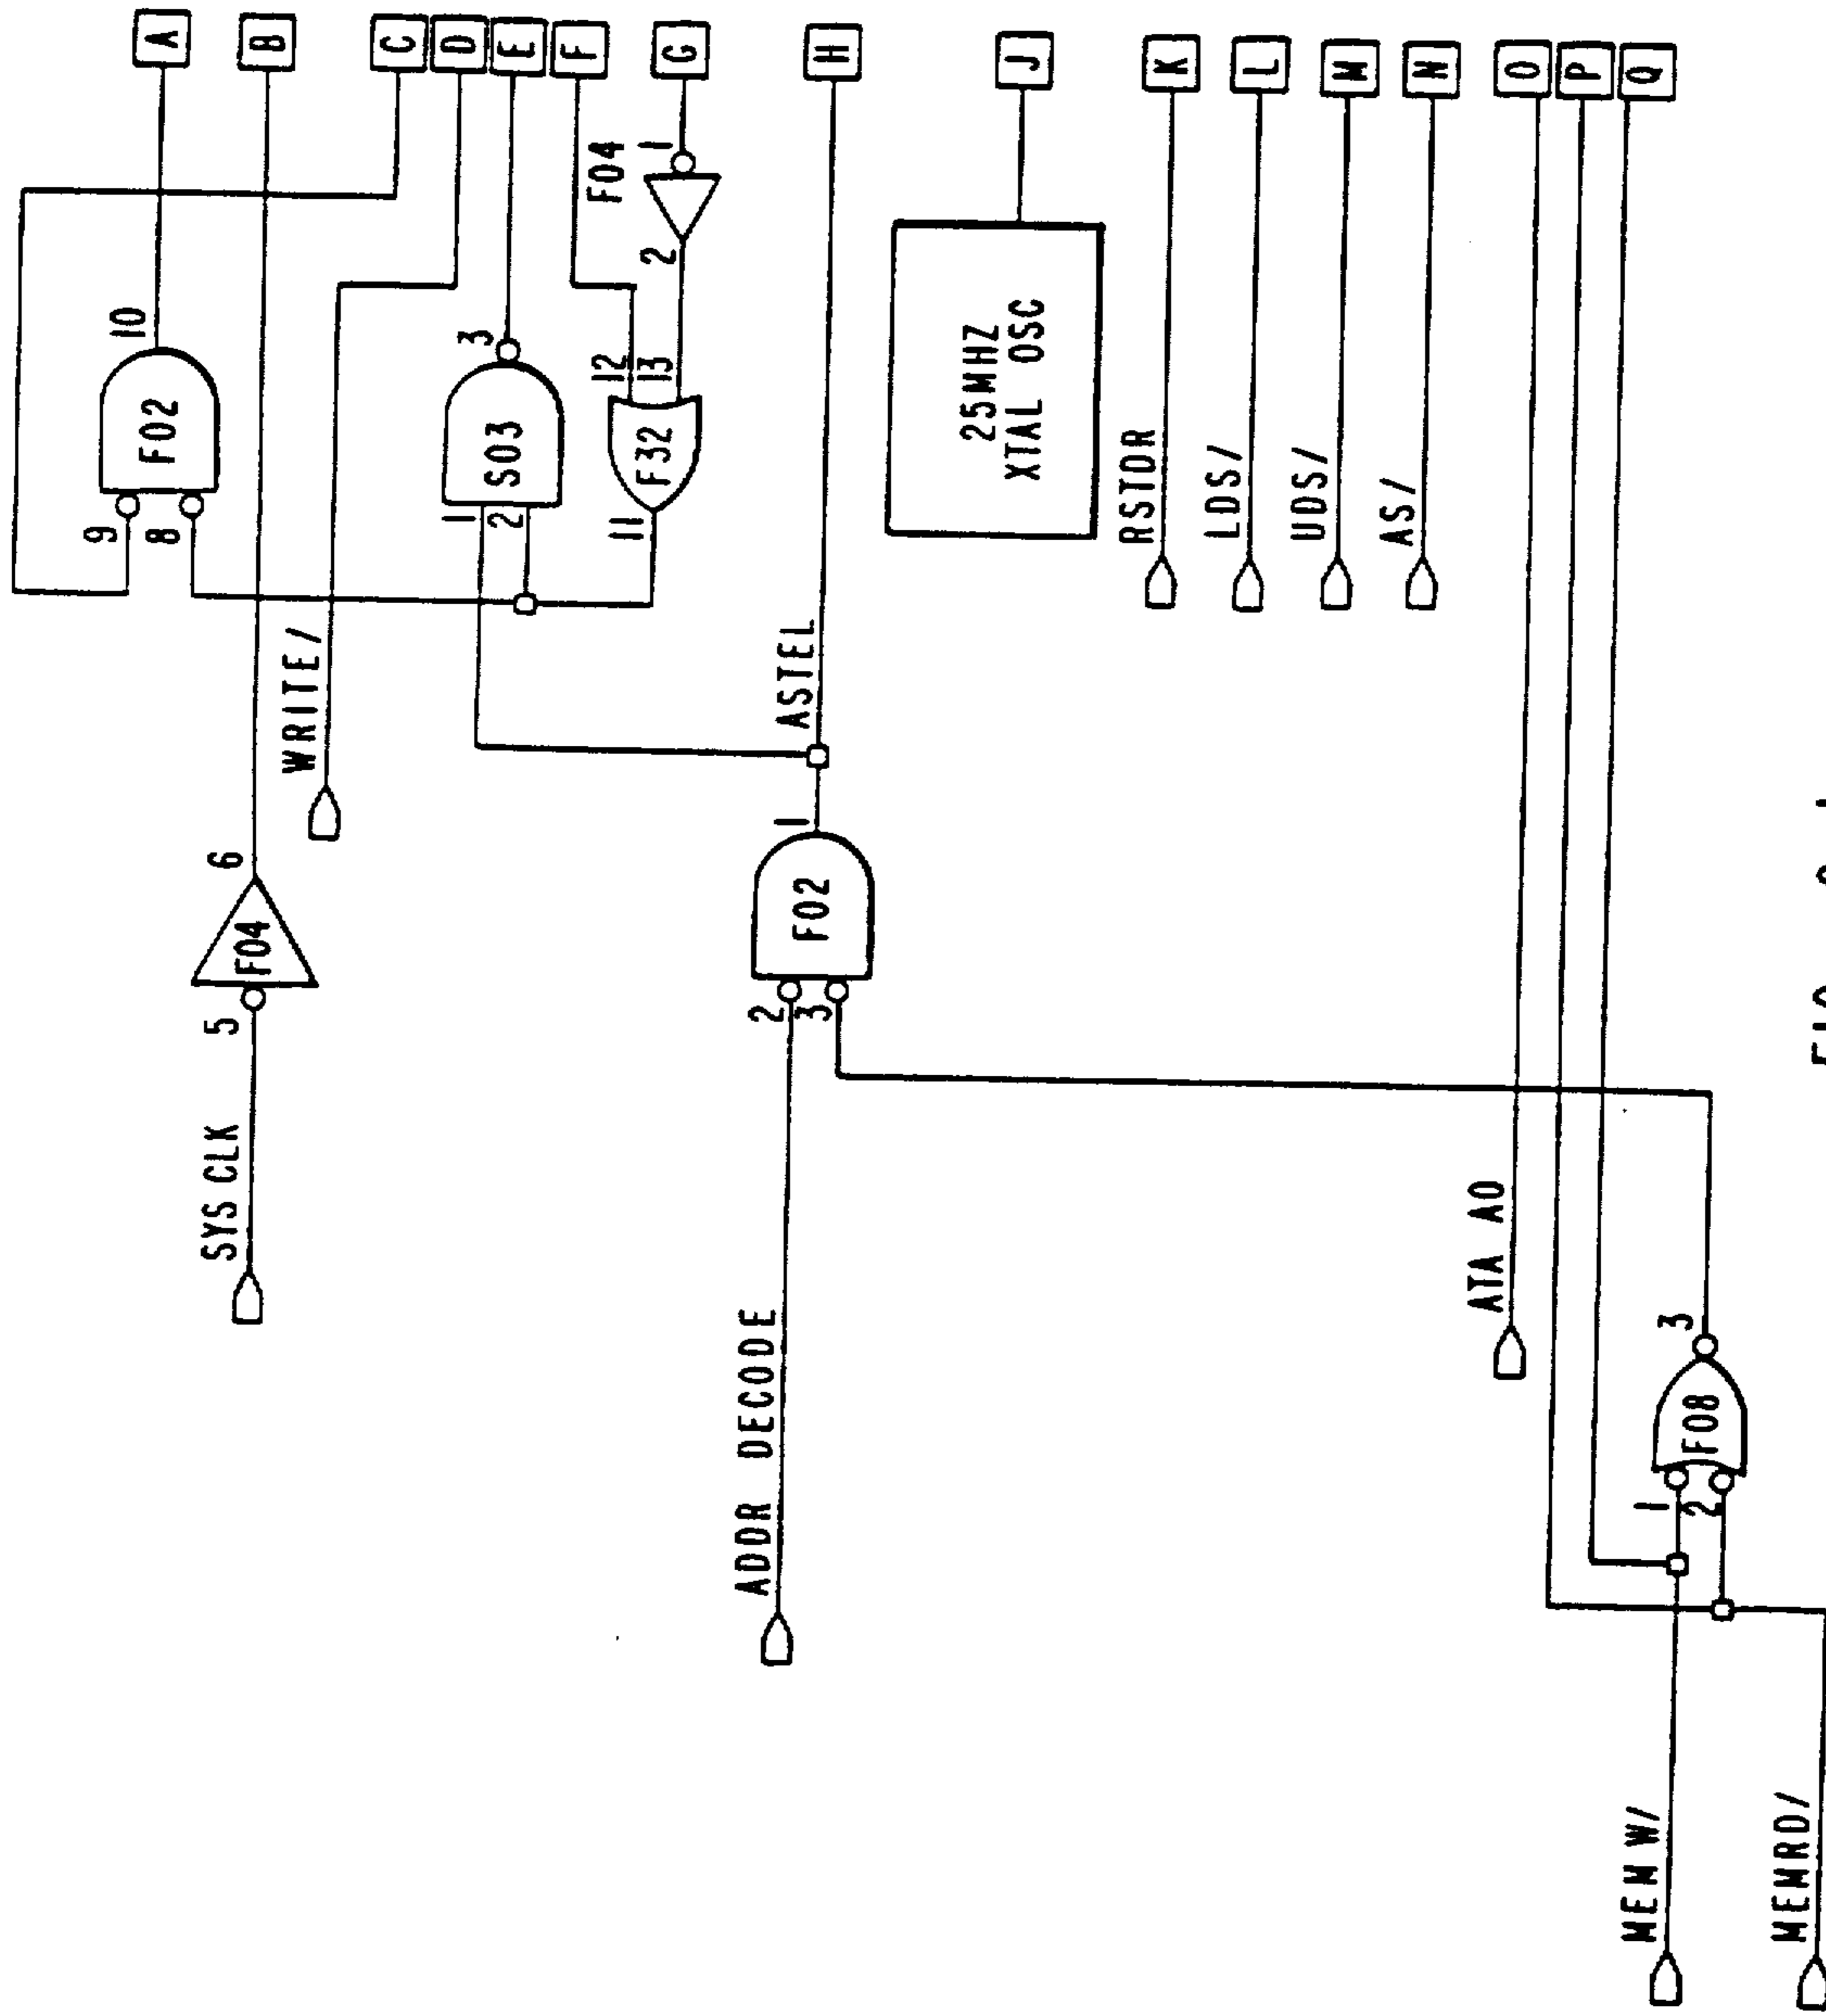 A
B
C
D
E
F
G
H
J
K
L
M
N
O
P
Q
9
8
F02
10
SYS CLK
5
F04
6
WRITE/
1
2
S03
3
11
F32
12
13
F04
1
2
ADDR DECODE
2
3
F02
1
ASTEL
25MHZ
XTAL OSC
RSTDR
LDS/
UDS/
AS/
ATA A0
MEM W/
1
2
F08
3
MEMRD/